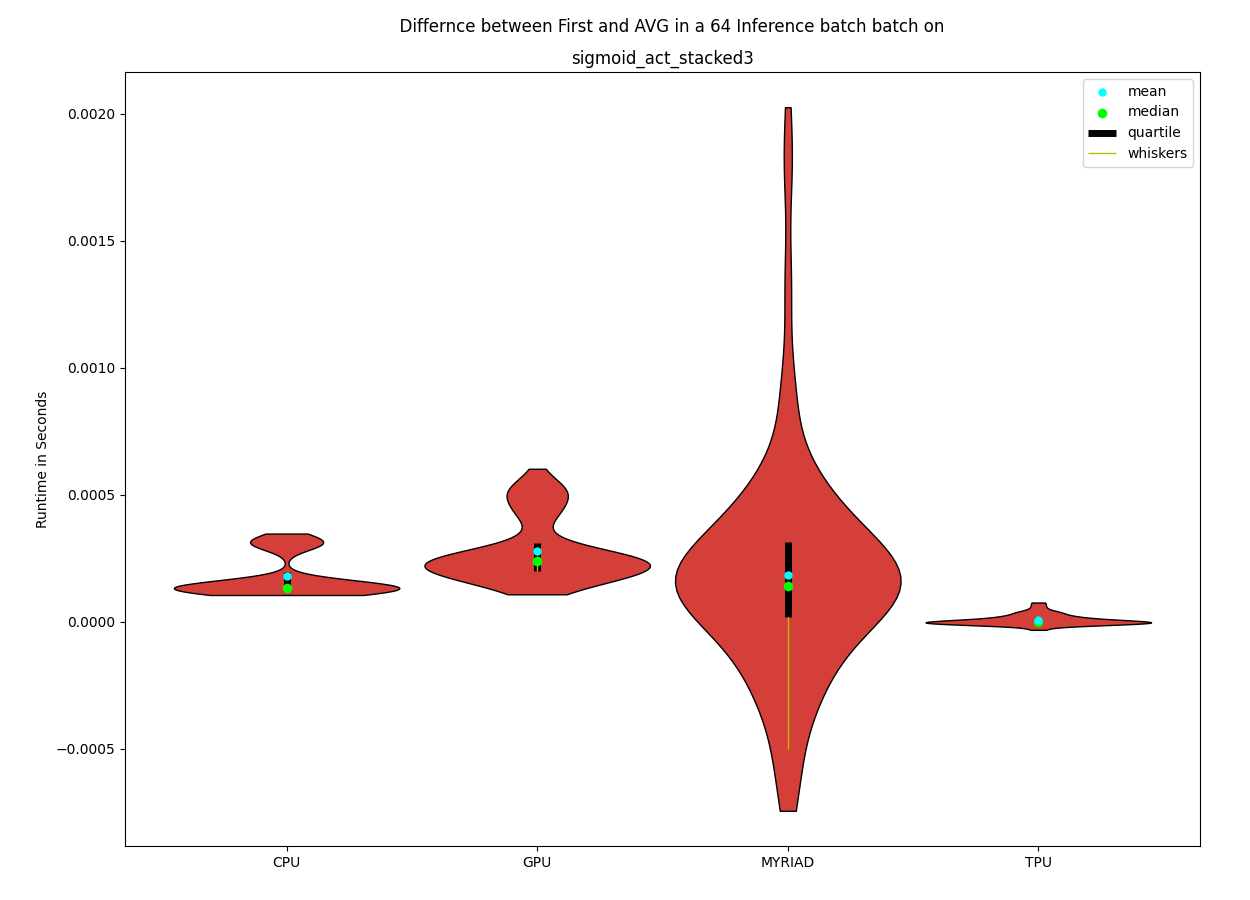 Differnce between First and AVG in a 64 Inference batch batch on
sigmoid_act_stacked3
mean
median
quartile
whiskers
0.0020
0.0015
0.0010
0.0005
0.0000
−0.0005
Runtime in Seconds
CPU
GPU
MYRIAD
TPU